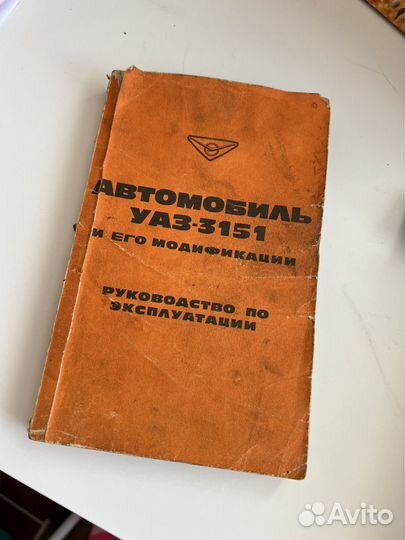 АВТОМОБИЛЬ
УАЗ-3151
И ЕГО МОДИФИКАЦИИ
РУКОВОДСТВО ПО
ЭКСПЛУАТАЦИИ
Avito